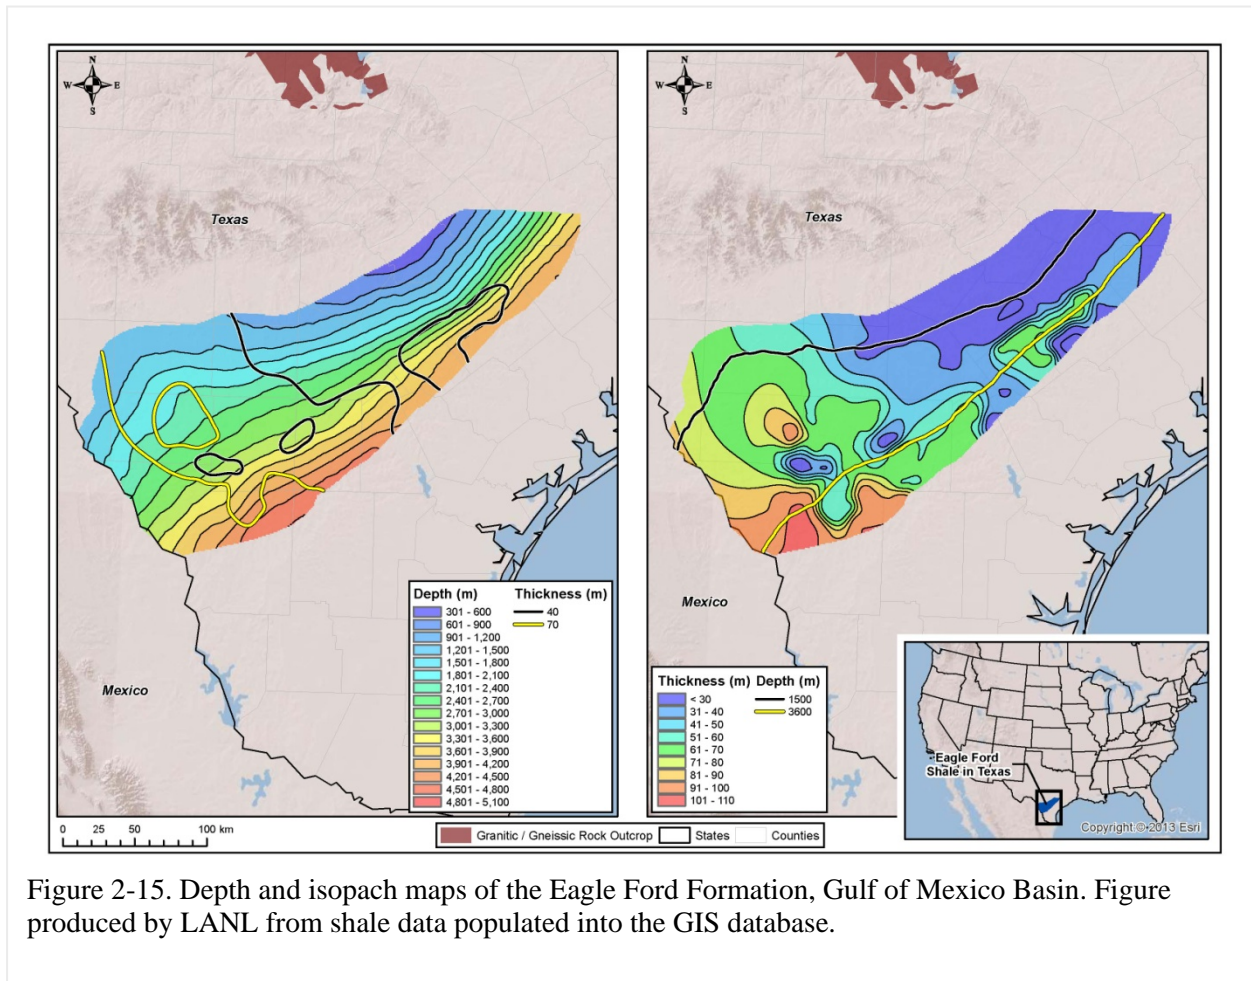 N
W E
S
Texas
Mexico
Depth (m) Thickness (m)
301 - 600 40
601 - 900 70
901 - 1,200
1,201 - 1,500
1,501 - 1,800
1,801 - 2,100
2,101 - 2,400
2,401 - 2,700
2,701 - 3,000
3,001 - 3,300
3,301 - 3,600
3,601 - 3,900
3,901 - 4,200
4,201 - 4,500
4,501 - 4,800
4,801 - 5,100
0 25 50 100 km
N
W E
S
Texas
Mexico
Thickness (m) Depth (m)
< 30 1500
31 - 40 3600
41 - 50
51 - 60
61 - 70
71 - 80
81 - 90
91 - 100
101 - 110
Eagle Ford
Shale in Texas
Copyright:© 2013 Esri
Granitic / Gneissic Rock Outcrop States Counties
Figure 2-15. Depth and isopach maps of the Eagle Ford Formation, Gulf of Mexico Basin. Figure
produced by LANL from shale data populated into the GIS database.